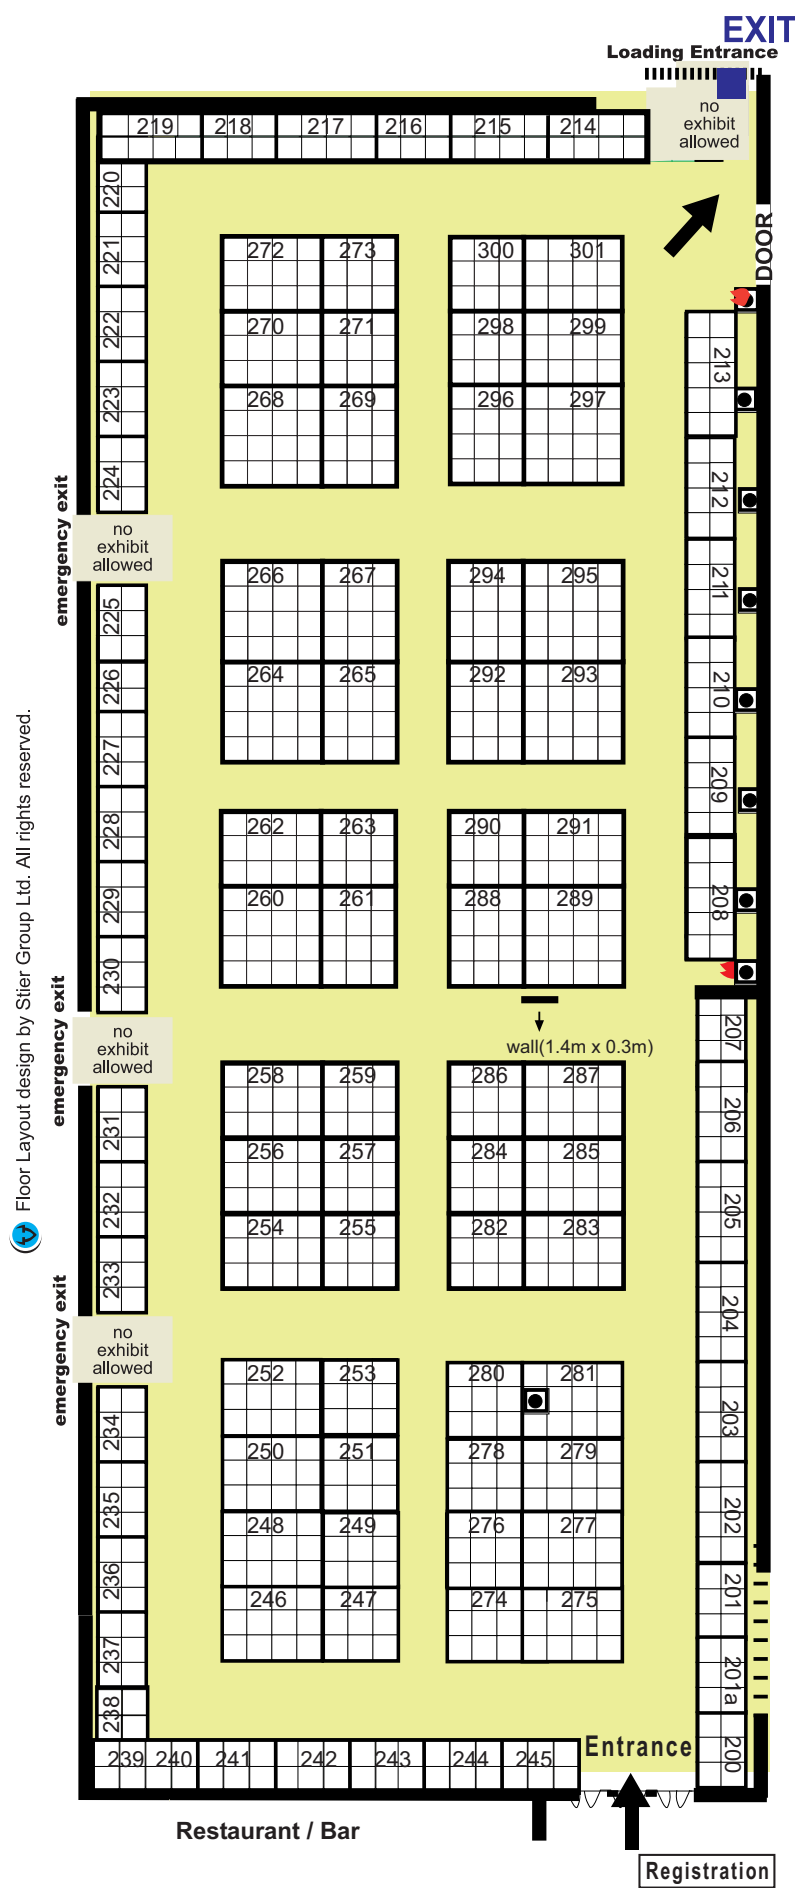 EXIT
Loading Entrance
no
exhibit
allowed
219 218 217 216 215 214
220
221
222
223
224
DOOR
272 273 300 301
270 271 298 299
268 269 296 297
213
212
211
210
209
208
emergency exit
no
exhibit
allowed
225
226
227
228
229
230
266 267 294 295
264 265 292 293
262 263 290 291
260 261 288 289
wall(1.4m x 0.3m)
Floor Layout design by Stier Group Ltd. All rights reserved.
emergency exit
no
exhibit
allowed
207
206
205
204
203
202
201
201a
200
231
232
233
258 259 286 287
256 257 284 285
254 255 282 283
emergency exit
no
exhibit
allowed
234
235
236
237
238
252 253 280 281
250 251 278 279
248 249 276 277
246 247 274 275
239 240 241 242 243 244 245
Entrance
Restaurant / Bar
Registration